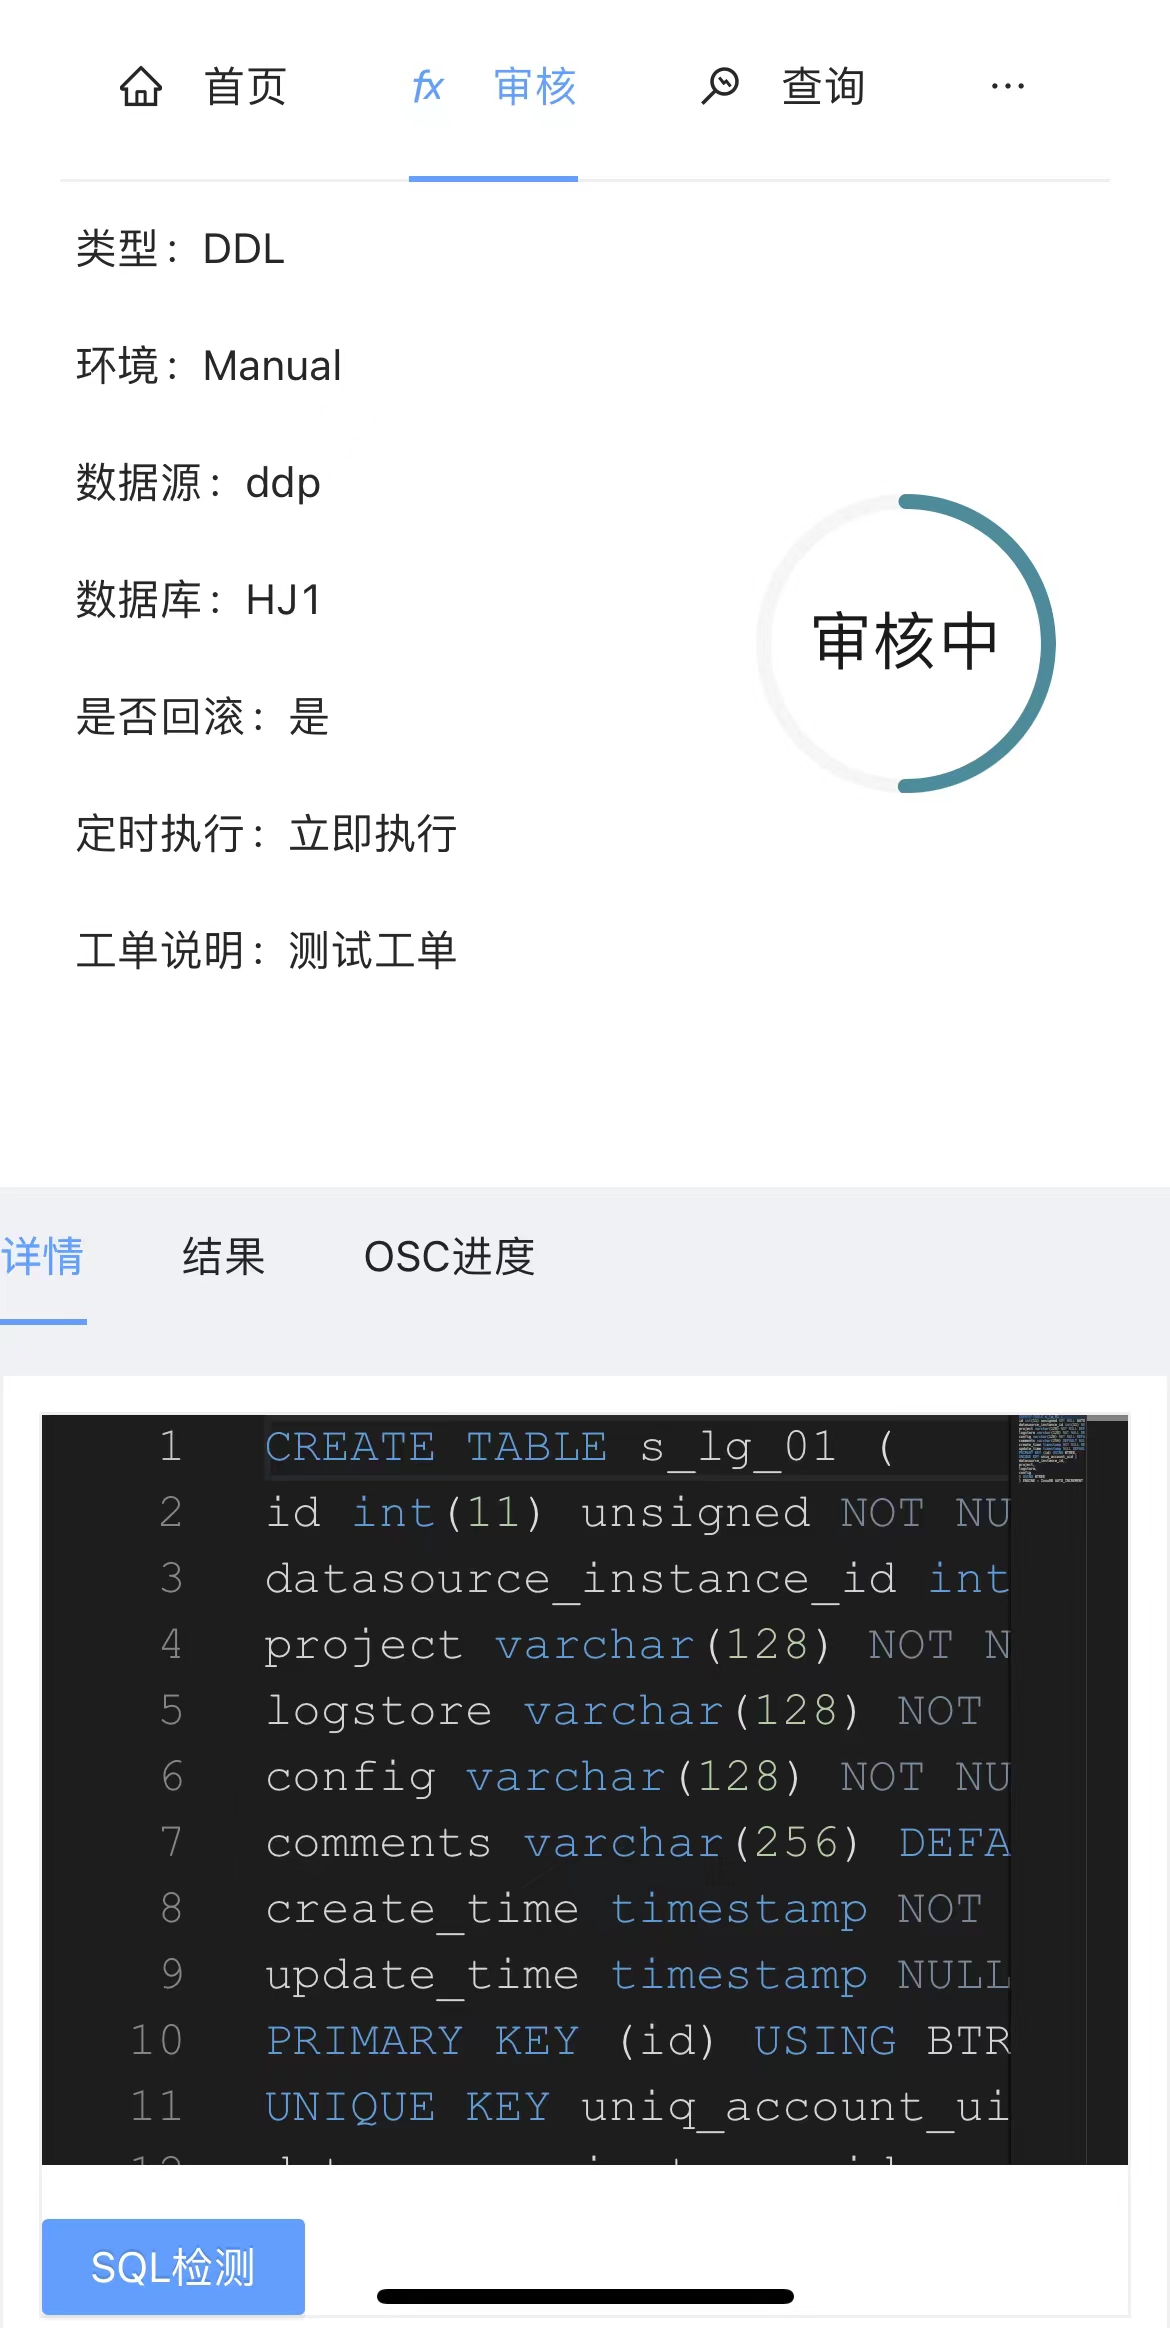 首页 fx 审核 查询 ...
类型：DDL
环境：Manual
数据源：ddp
数据库：HJ1
是否回滚：是
定时执行：立即执行
工单说明：测试工单
审核中
详情 结果 OSC进度
1 CREATE TABLE s_lg_01 (
2 id int(11) unsigned NOT NU
3 datasource_instance_id int
4 project varchar(128) NOT N
5 logstore varchar(128) NOT
6 config varchar(128) NOT NU
7 comments varchar(256) DEFA
8 create_time timestamp NOT
9 update_time timestamp NULL
10 PRIMARY KEY (id) USING BTR
11 UNIQUE KEY uniq_account_ui
SQL检测